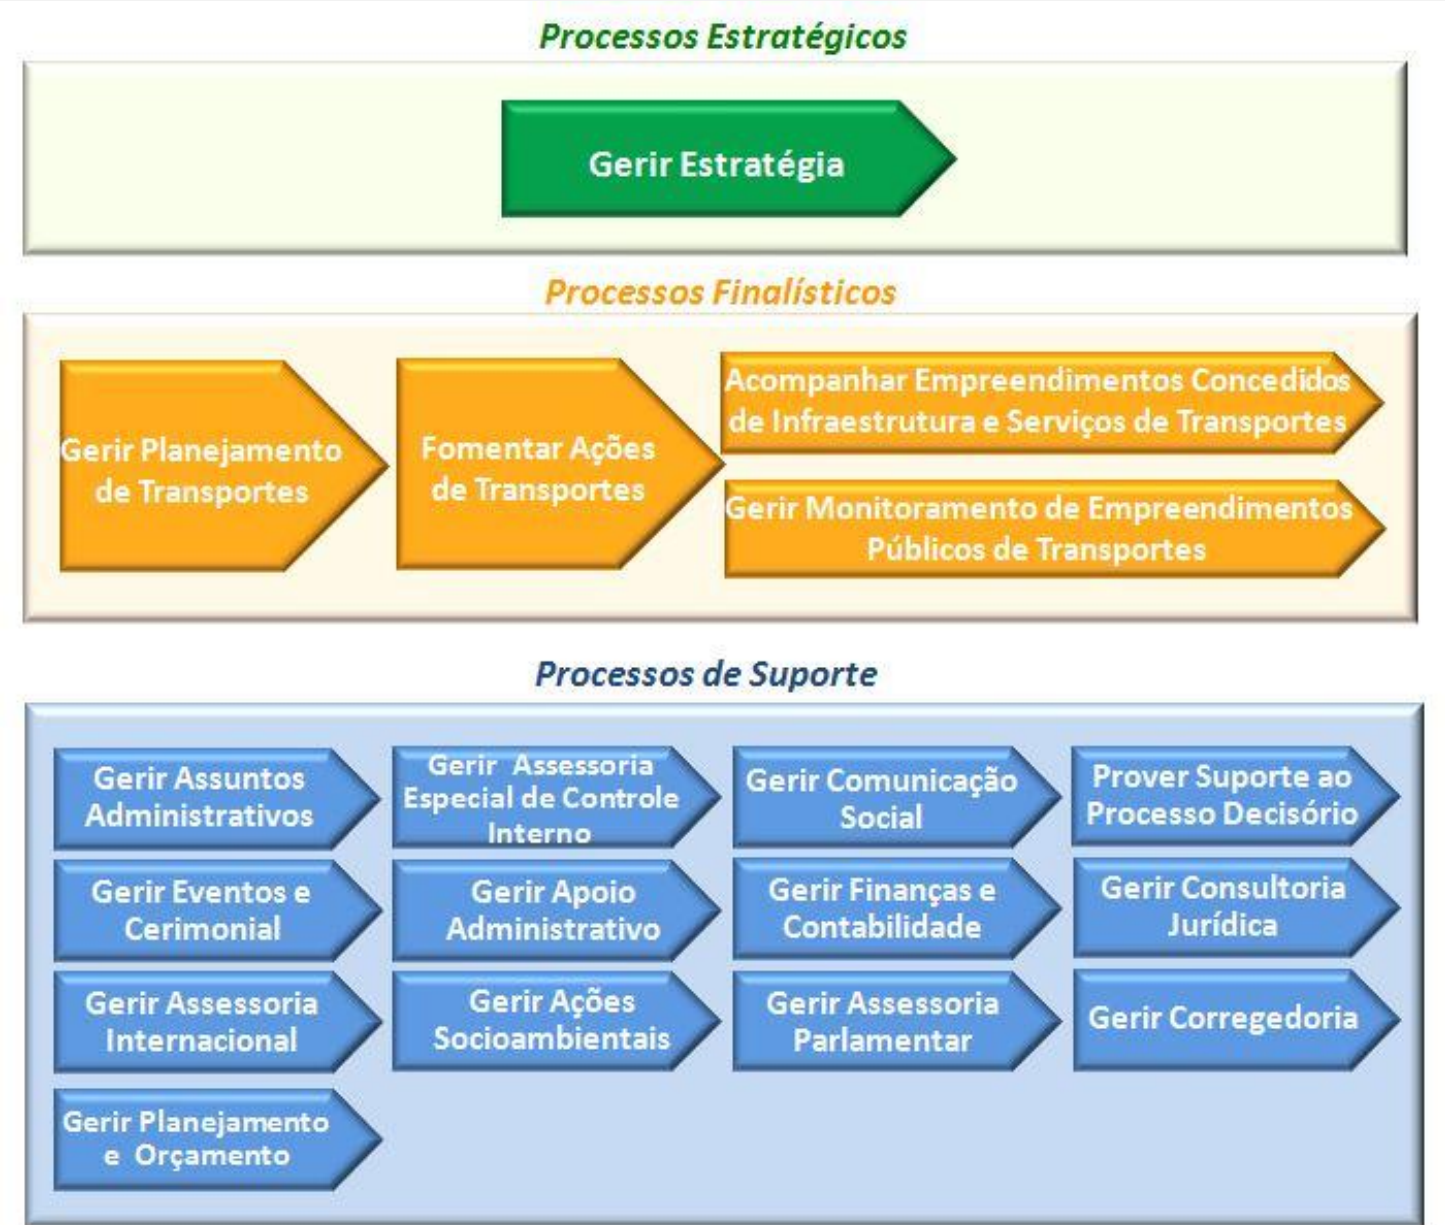 Processos Estratégicos
Gerir Estratégia
Processos Finalísticos
Gerir Planejamento
de Transportes
Fomentar Ações
de Transportes
Acompanhar Empreendimentos Concedidos
de Infraestrutura e Serviços de Transportes
Gerir Monitoramento de Empreendimentos
Públicos de Transportes
Processos de Suporte
Gerir Assuntos
Administrativos
Gerir Assessoria
Especial de Controle
Interno
Gerir Comunicação
Social
Prover Suporte ao
Processo Decisório
Gerir Eventos e
Cerimonial
Gerir Apoio
Administrativo
Gerir Finanças e
Contabilidade
Gerir Consultoria
Jurídica
Gerir Assessoria
Internacional
Gerir Ações
Socioambientais
Gerir Assessoria
Parlamentar
Gerir Corregedoria
Gerir Planejamento
e Orçamento